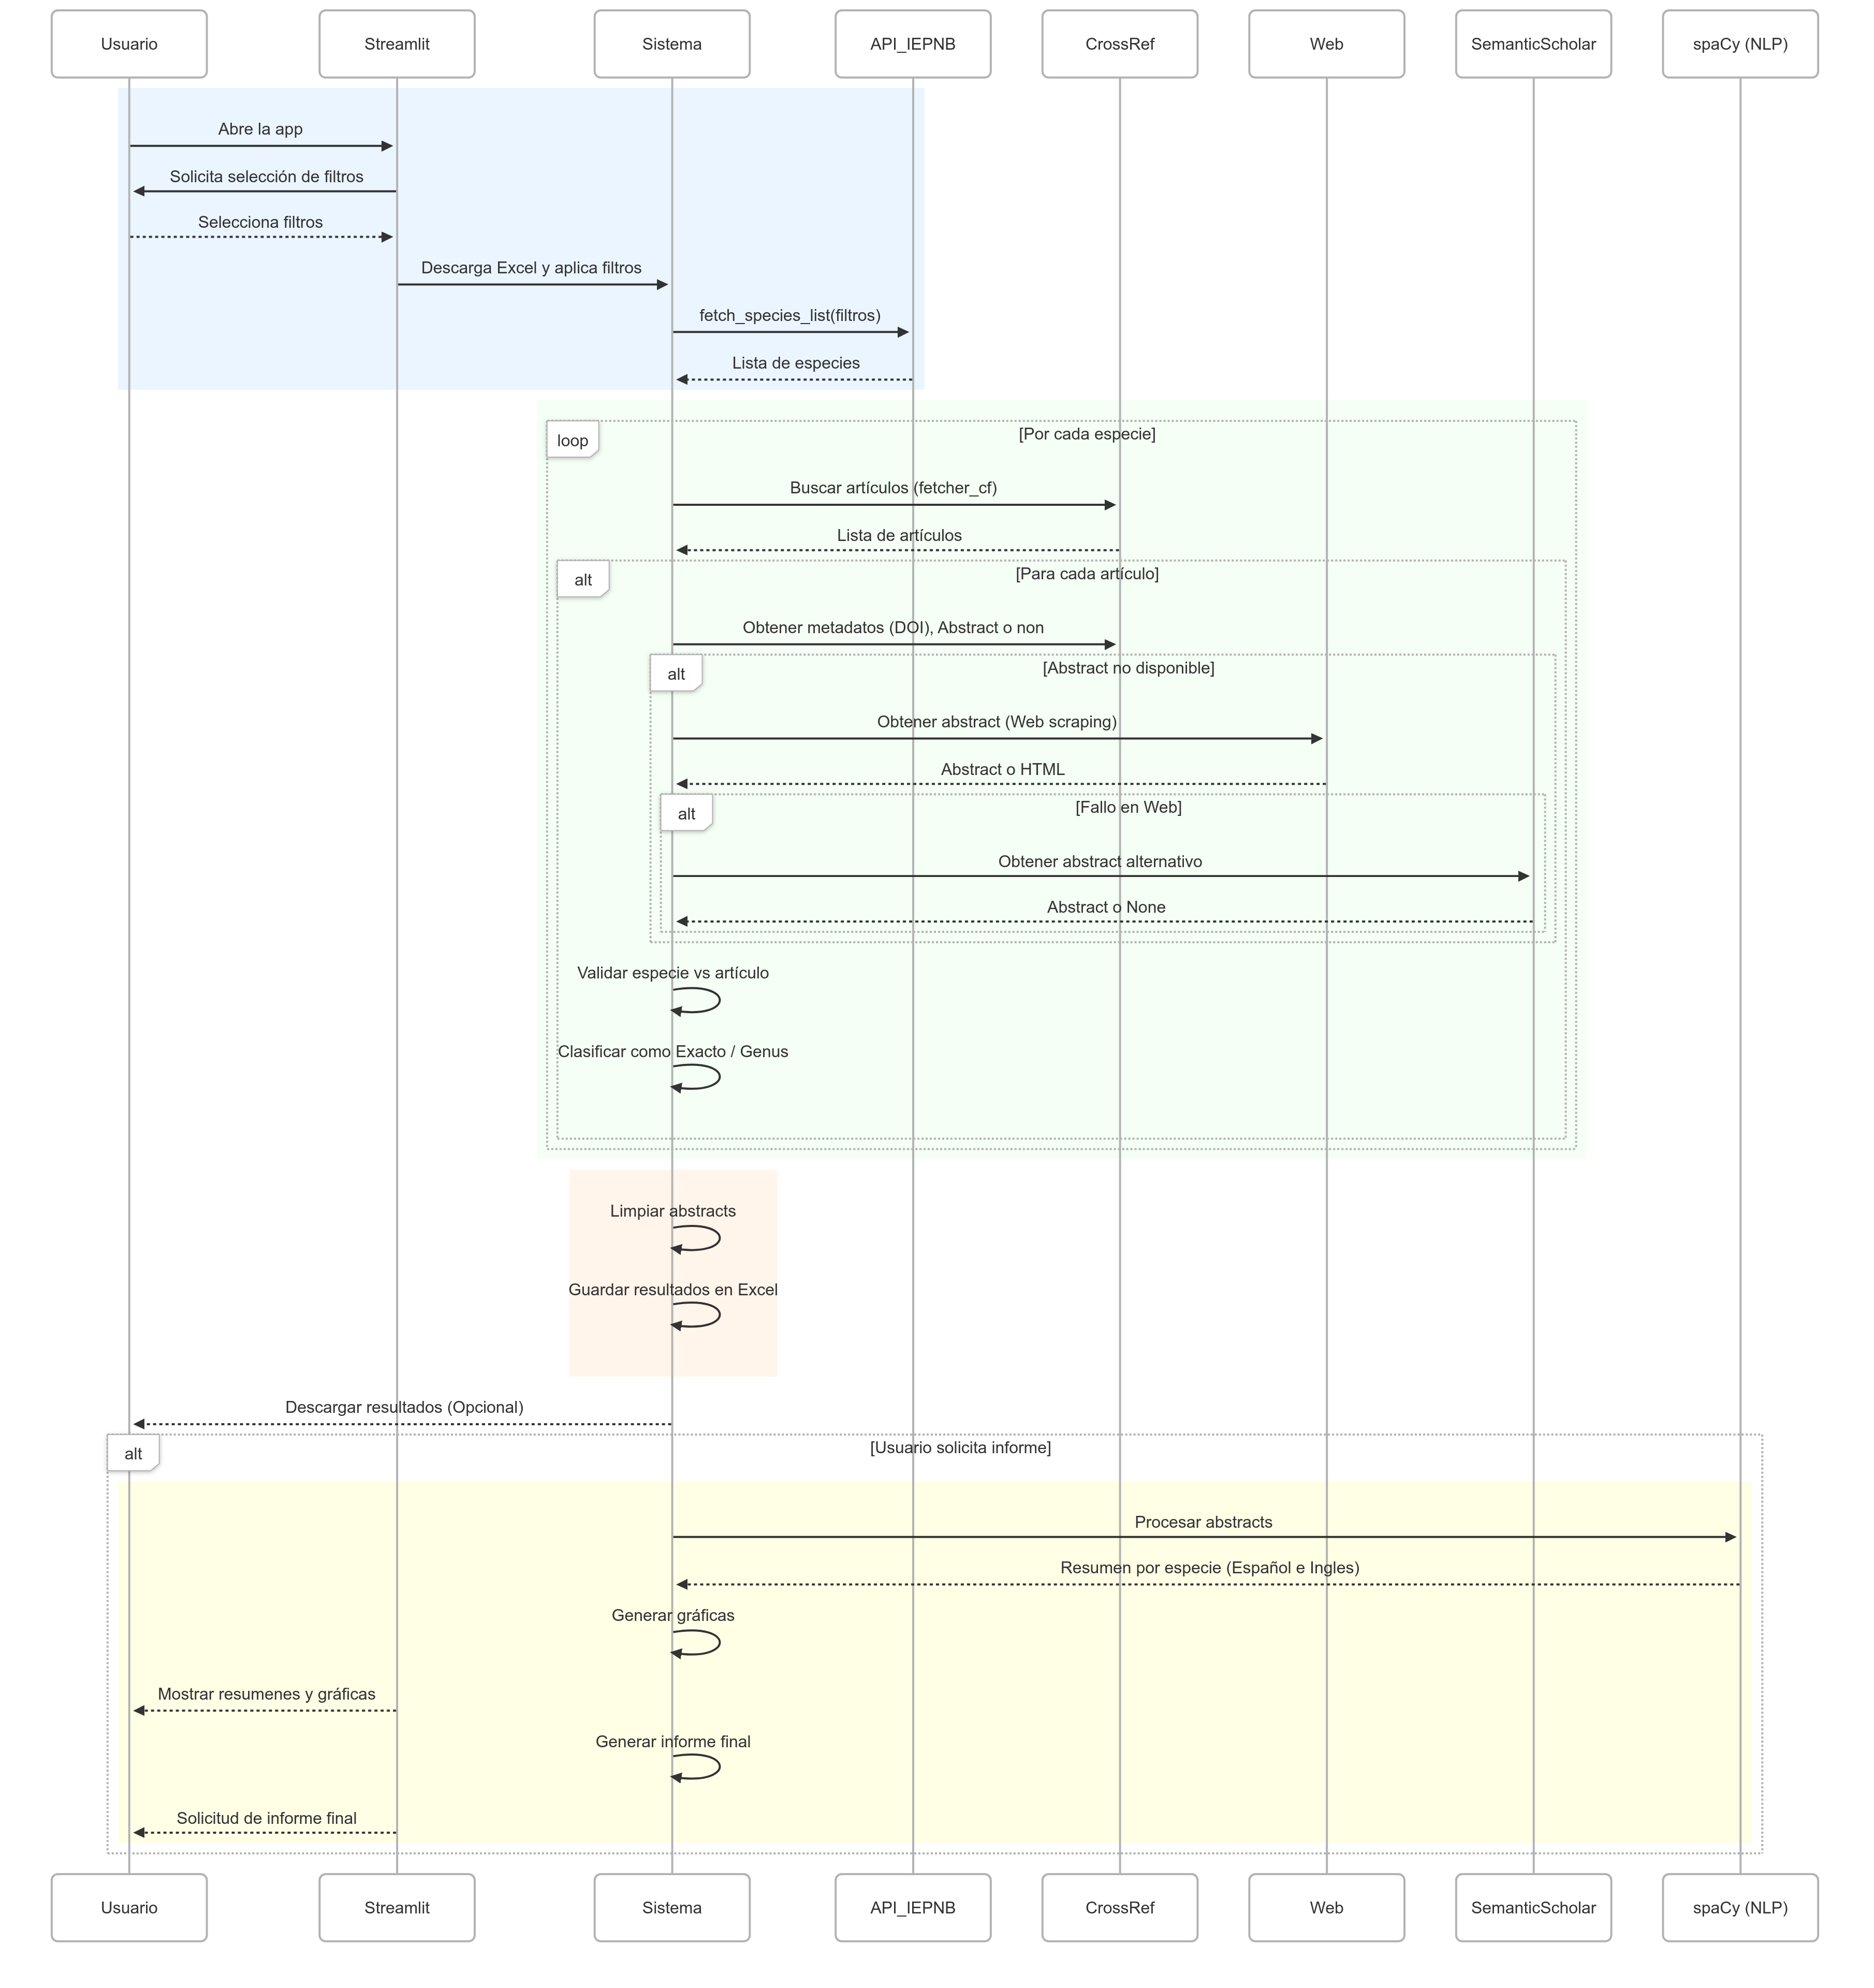 Usuario
Streamlit
Sistema
API_IEPNB
CrossRef
Web
SemanticScholar
spaCy (NLP)
Abre la app
Solicita selección de filtros
Selecciona filtros
Descarga Excel y aplica filtros
fetch_species_list(filtros)
Lista de especies
loop
[Por cada especie]
Buscar artículos (fetcher_cf)
Lista de artículos
alt
[Para cada artículo]
Obtener metadatos (DOI), Abstract o non
alt
[Abstract no disponible]
Obtener abstract (Web scraping)
Abstract o HTML
alt
[Fallo en Web]
Obtener abstract alternativo
Abstract o None
Validar especie vs artículo
Clasificar como Exacto / Genus
Limpiar abstracts
Guardar resultados en Excel
Descargar resultados (Opcional)
alt
[Usuario solicita informe]
Procesar abstracts
Resumen por especie (Español e Ingles)
Generar gráficas
Mostrar resumenes y gráficas
Generar informe final
Solicitud de informe final
Usuario
Streamlit
Sistema
API_IEPNB
CrossRef
Web
SemanticScholar
spaCy (NLP)